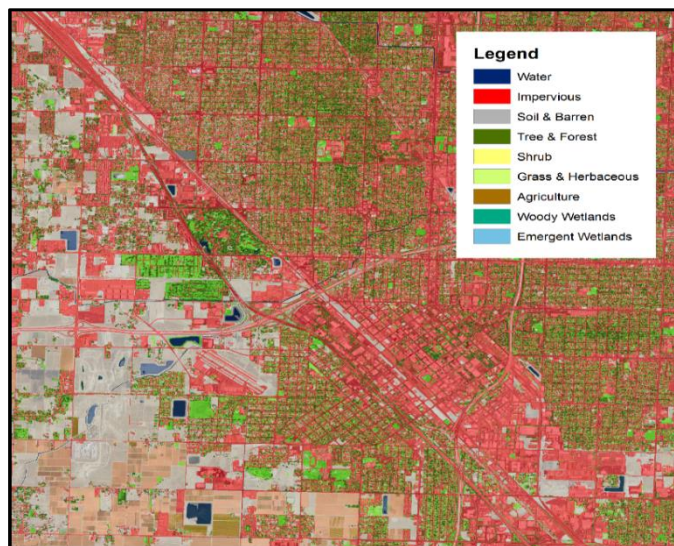 Legend
Water
Impervious
Soil & Barren
Tree & Forest
Shrub
Grass & Herbaceous
Agriculture
Woody Wetlands
Emergent Wetlands